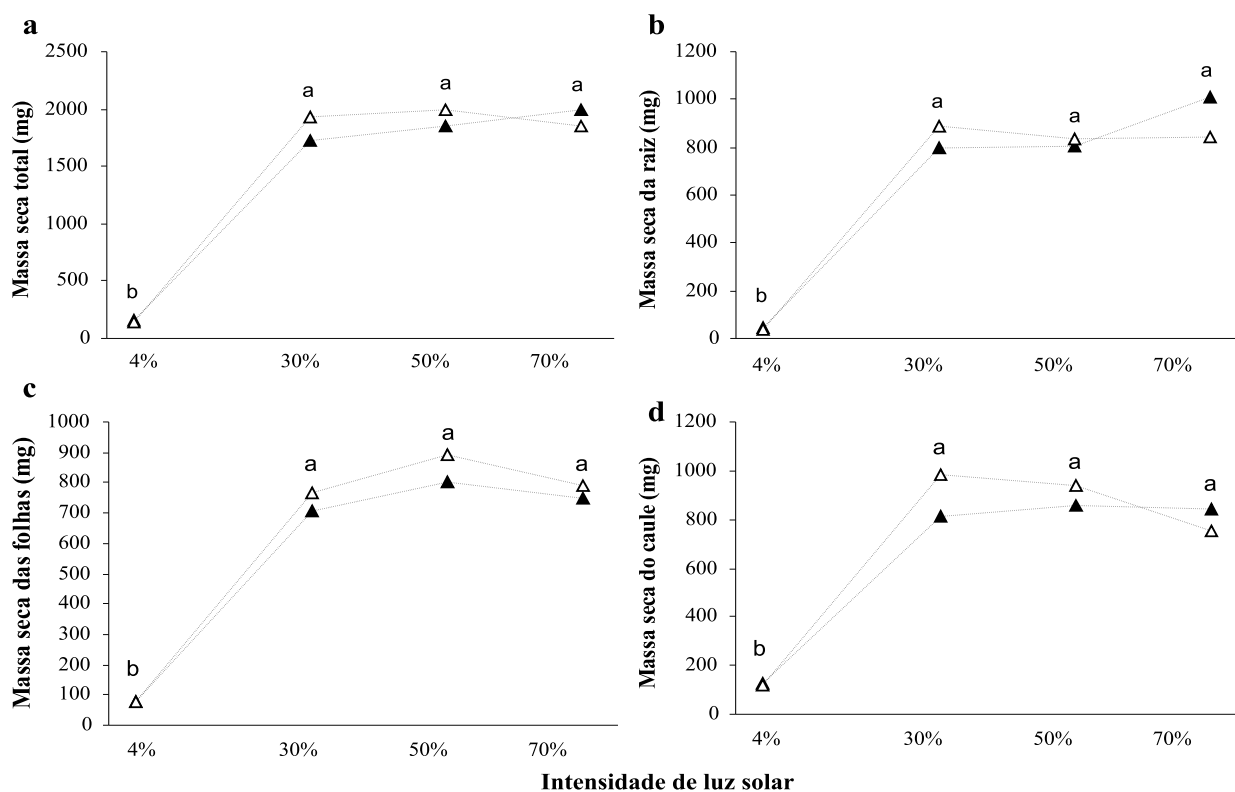 a
2500
2000
1500
1000
500
0
Massa seca total (mg)
b
a
a
a
4%
30%
50%
70%
b
1200
1000
800
600
400
200
0
Massa seca da raiz (mg)
b
a
a
a
4%
30%
50%
70%
c
1000
900
800
700
600
500
400
300
200
100
0
Massa seca das folhas (mg)
b
a
a
a
4%
30%
50%
70%
d
1200
1000
800
600
400
200
0
Massa seca do caule (mg)
b
a
a
a
4%
30%
50%
70%
Intensidade de luz solar